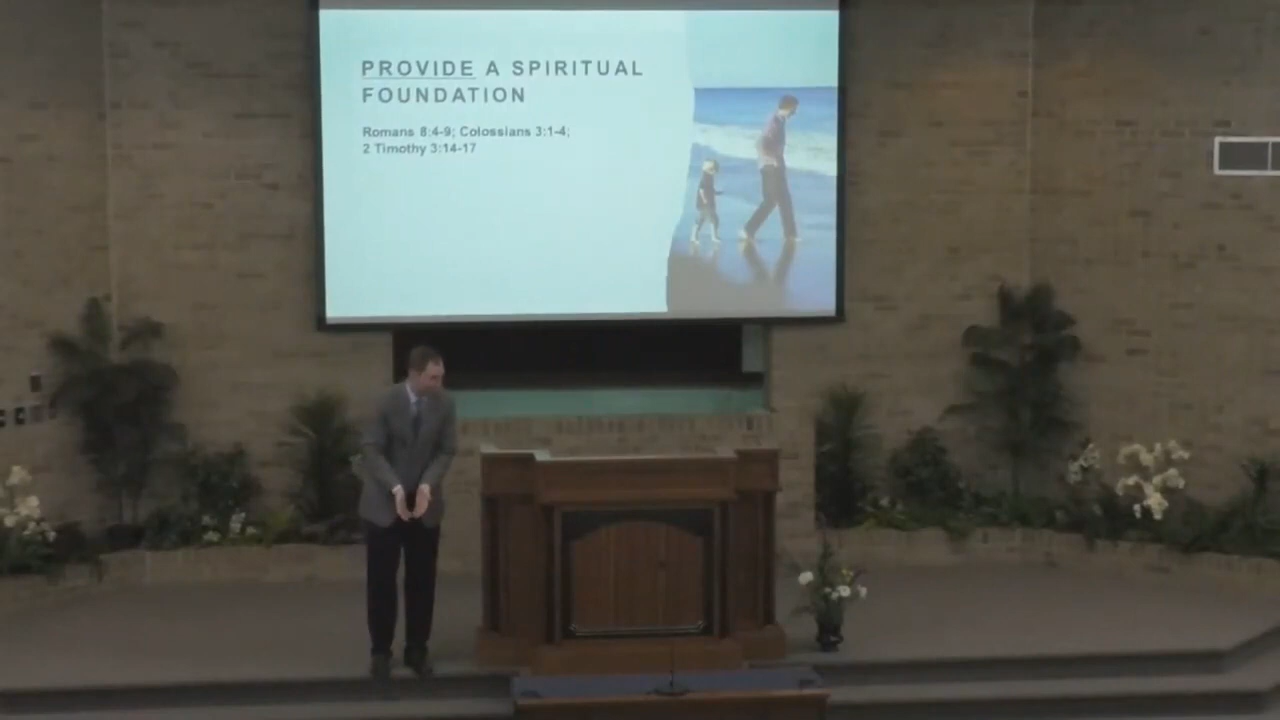 PROVIDE A SPIRITUAL
FOUNDATION
Romans 8:4-9; Colossians 3:1-4;
2 Timothy 3:14-17